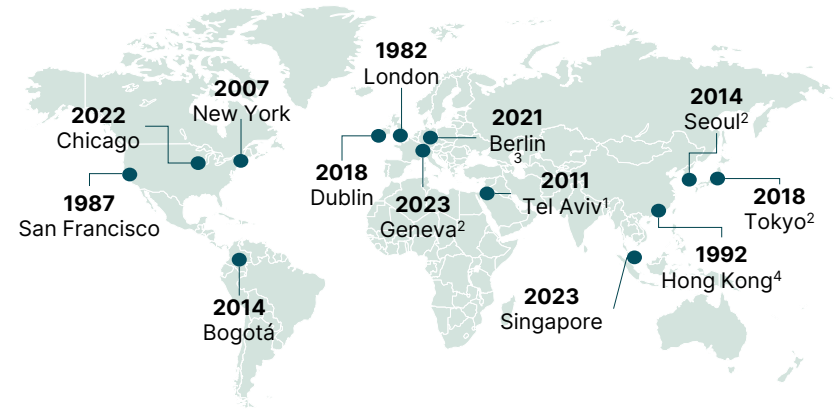 1982
London
2007
New York
2022
Chicago
1987
San Francisco
2014
Bogotá
2018
Dublin
2023
Geneva²
2021
Berlin
3
2011
Tel Aviv¹
2014
Seoul²
2018
Tokyo²
1992
Hong Kong⁴
2023
Singapore